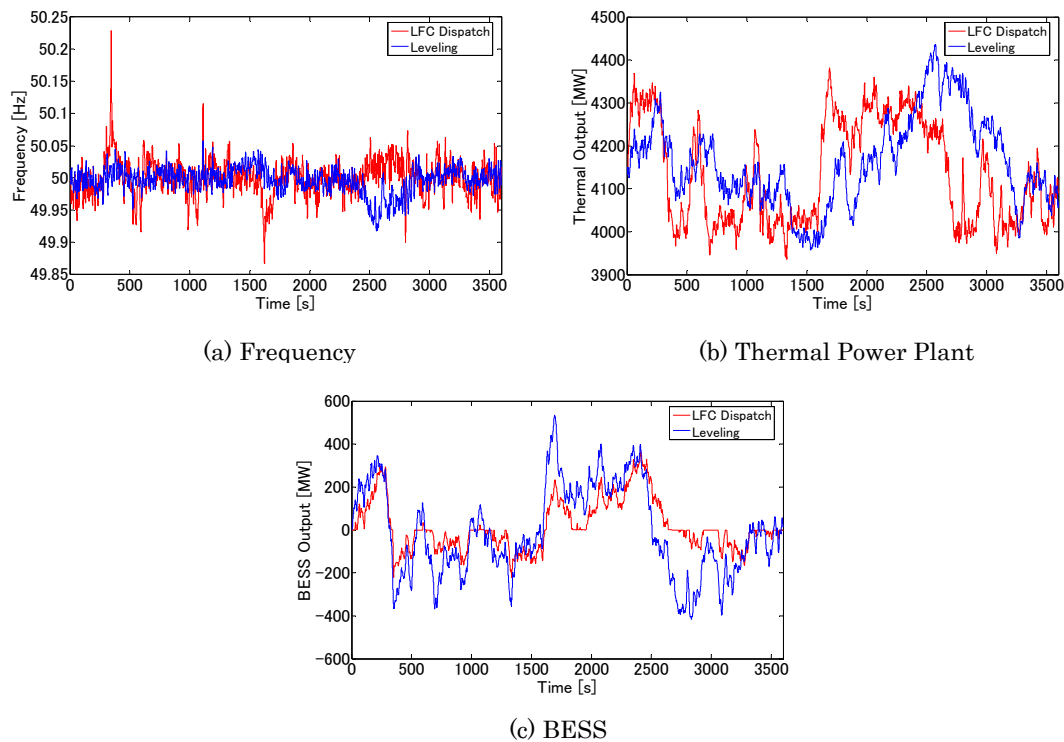 50.25
50.2
50.15
50.1
50.05
50
49.95
49.9
49.85
Frequency [Hz]
0 500 1000 1500 2000 2500 3000 3500
Time [s]
LFC Dispatch
Leveling
(a) Frequency
4500
4400
4300
4200
4100
4000
3900
Thermal Output [MW]
0 500 1000 1500 2000 2500 3000 3500
Time [s]
LFC Dispatch
Leveling
(b) Thermal Power Plant
600
400
200
0
-200
-400
-600
BESS Output [MW]
0 500 1000 1500 2000 2500 3000 3500
Time [s]
LFC Dispatch
Leveling
(c) BESS